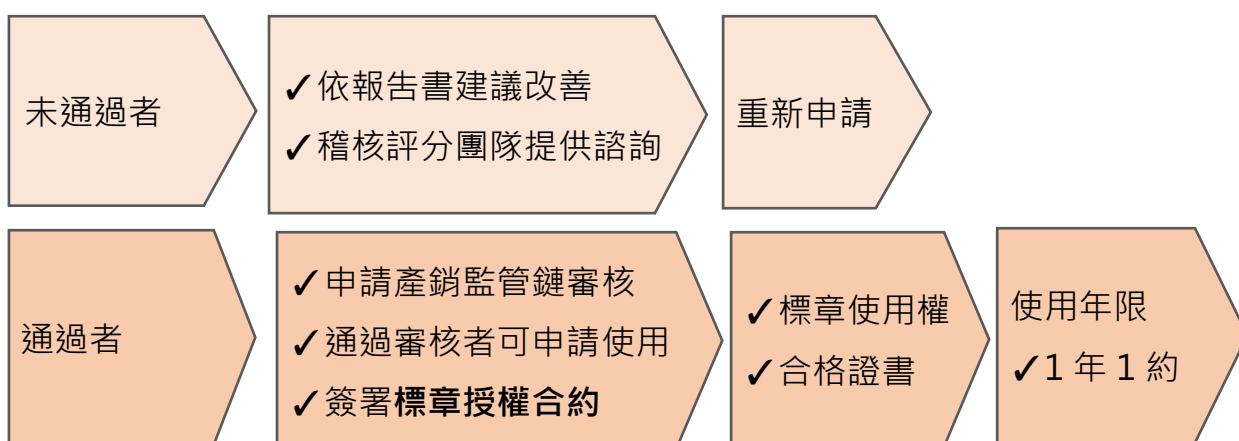 未通過者
✓依報告書建議改善
✓稽核評分團隊提供諮詢
重新申請
通過者
✓申請產銷監管鏈審核
✓通過審核者可申請使用
✓簽署標章授權合約
✓標章使用權
✓合格證書
使用年限
✓1 年 1 約